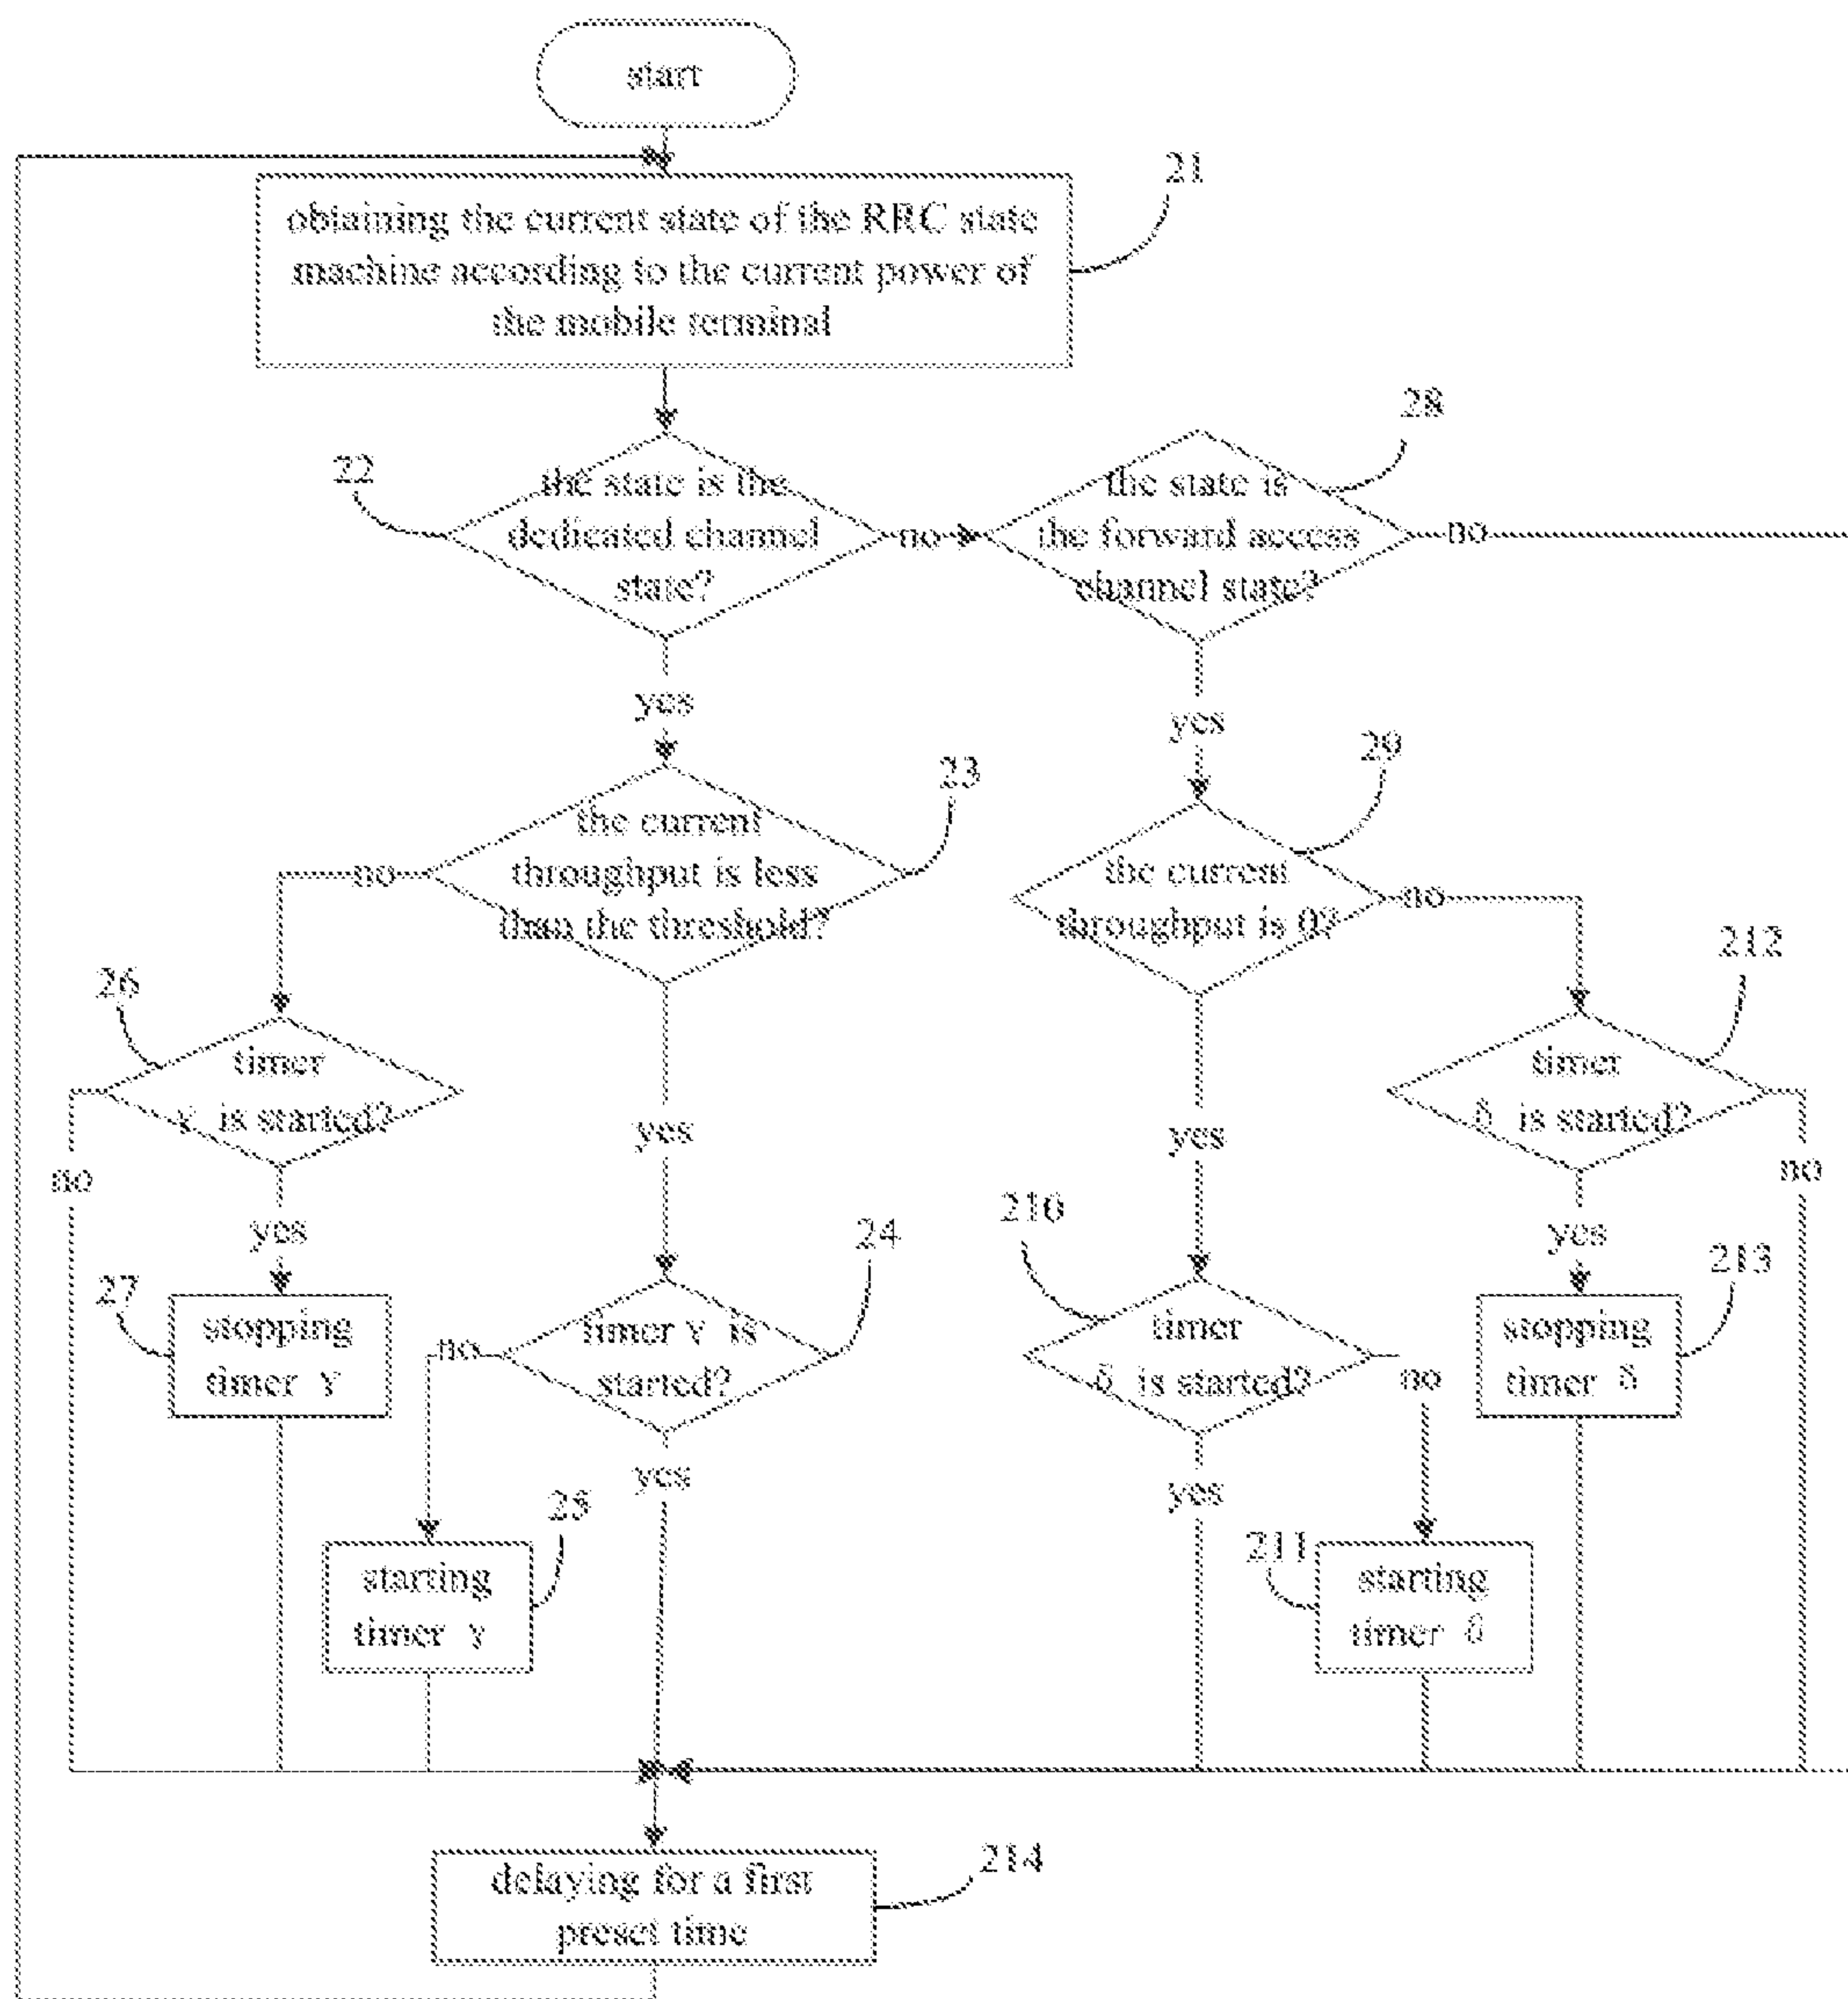 start
21
obtaining the current state of the RRC state
machine according to the current power of
the mobile terminal
22
the state is the
dedicated channel
state?
no
28
the state is
the forward access
channel state?
no
yes
yes
23
the current
throughput is less
than the threshold?
no
29
the current
throughput is 0?
no
26
timer
γ is started?
no
yes
yes
212
timer
δ is started?
no
yes
27
stopping
timer γ
24
timer γ is
started?
no
yes
210
timer
δ is started?
no
yes
213
stopping
timer δ
25
starting
timer γ
yes
211
starting
timer δ
214
delaying for a first
preset time